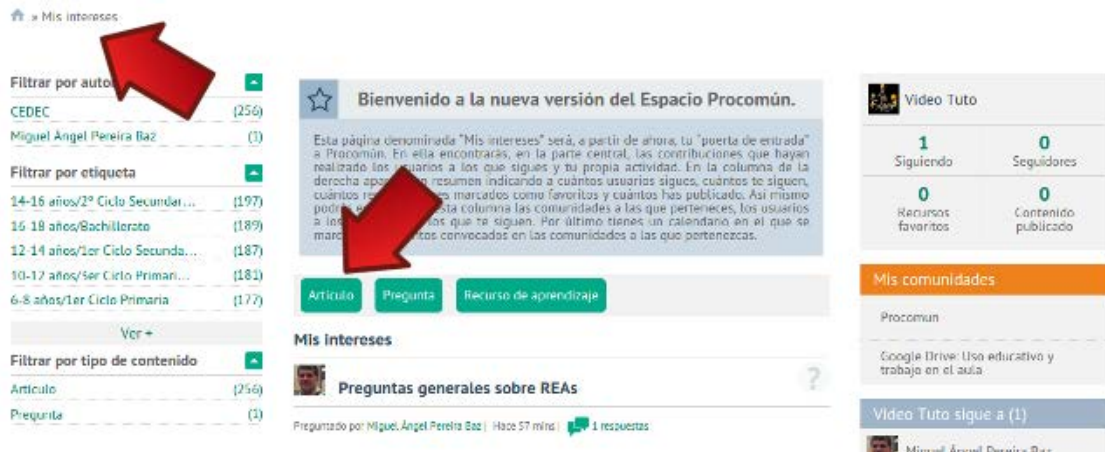 » Mis intereses
Filtrar por auto
CEDEC (256)
Miguel Ángel Pereira Baz (1)
Filtrar por etiqueta
14-16 años/2º Ciclo Secundar... (197)
16-18 años/Bachillerato (189)
12-14 años/1er Ciclo Secunda... (187)
10-12 años/3er Ciclo Primari... (181)
6-8 años/1er Ciclo Primaria (177)
Ver +
Filtrar por tipo de contenido
Artículo (256)
Pregunta (1)
Bienvenido a la nueva versión del Espacio Procomún.
Esta página denominada "Mis intereses" será, a partir de ahora, tu "puerta de entrada"
a Procomún. En ella encontrarás, en la parte central, las contribuciones que hayan
realizado los usuarios a los que sigues y tu propia actividad. En la columna de la
derecha resumen indicando a cuántos usuarios sigues, cuántos te siguen,
cuántos marcados como favoritos y cuántos has publicado. Así mismo
sta columna las comunidades a las que perteneces, los usuarios
a los los que te siguen. Por último tienes un calendario en el que se
tos convocados en las comunidades a las que pertenezcas.
Artículo Pregunta Recurso de aprendizaje
Mis intereses
Preguntas generales sobre REAs
?
Preguntado por Miguel Ángel Pereira Baz | Hace 57 mins | 1 respuestas
Video Tuto
1 0
Siguiendo Seguidores
0 0
Recursos Contenido
favoritos publicado
Mis comunidades
Procomun
Google Drive: Uso educativo y
trabajo en el aula
Video Tuto sigue a (1)
Miguel Ángel Pereira Baz